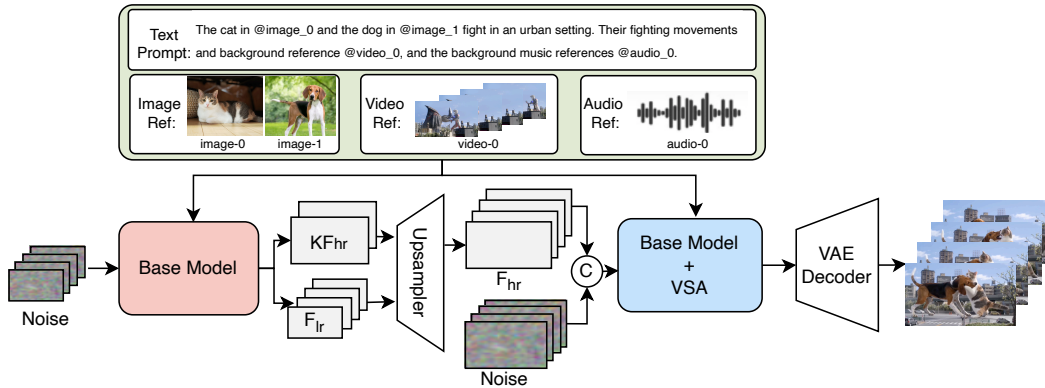 Text Prompt:
The cat in @image_0 and the dog in @image_1 fight in an urban setting. Their fighting movements
and background reference @video_0, and the background music references @audio_0.
Image Ref:
image-0
image-1
Video Ref:
video-0
Audio Ref:
audio-0
Noise
Base Model
KFhr
Flr
Upsampler
Fhr
Noise
C
Base Model
+
VSA
VAE
Decoder